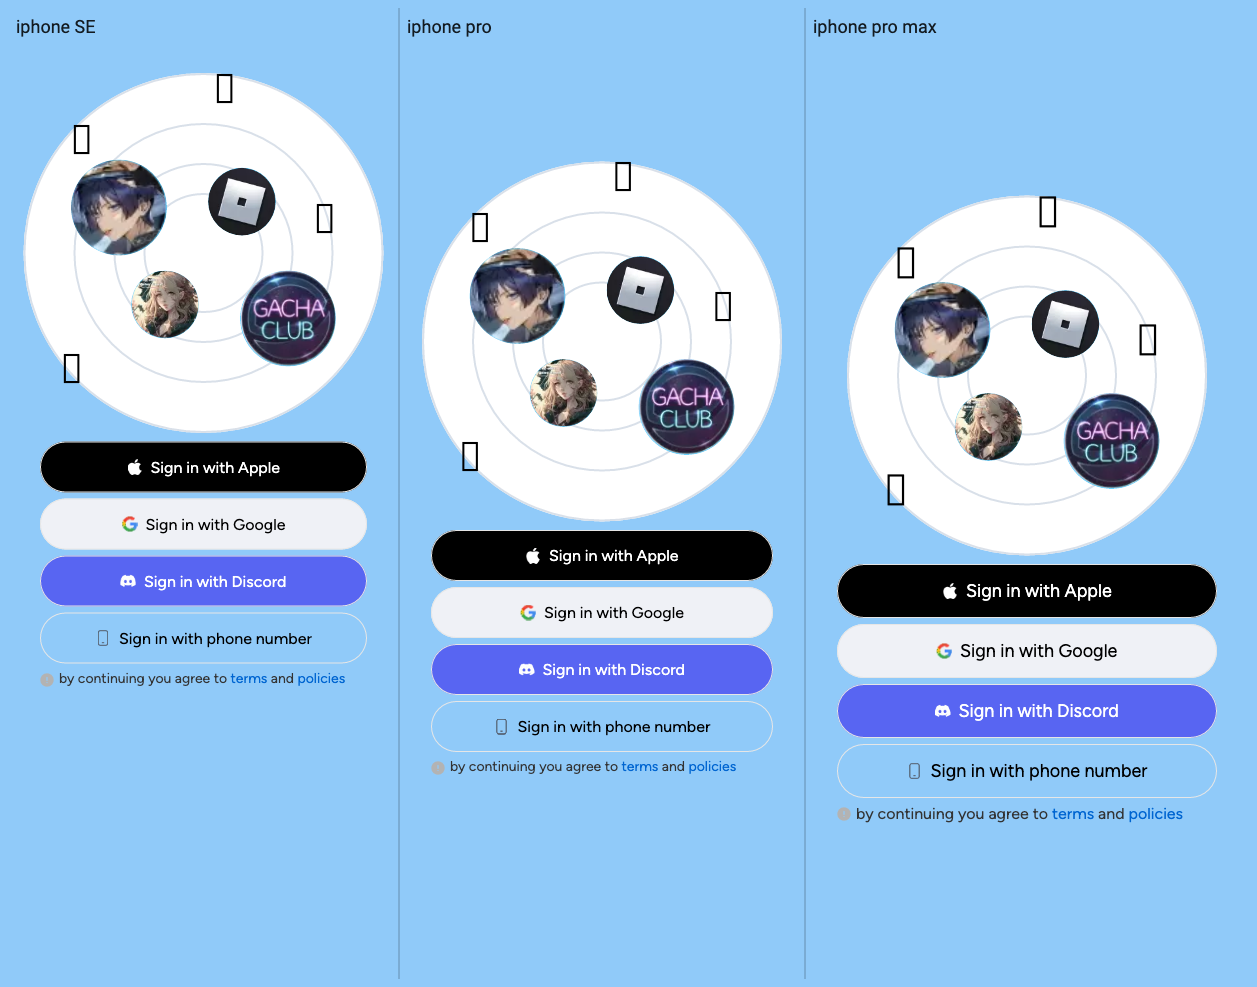 iphone SE
GACHA
CLUB
Sign in with Apple
Sign in with Google
Sign in with Discord
Sign in with phone number
by continuing you agree to terms and policies
iphone pro
GACHA
CLUB
Sign in with Apple
Sign in with Google
Sign in with Discord
Sign in with phone number
by continuing you agree to terms and policies
iphone pro max
GACHA
CLUB
Sign in with Apple
Sign in with Google
Sign in with Discord
Sign in with phone number
by continuing you agree to terms and policies